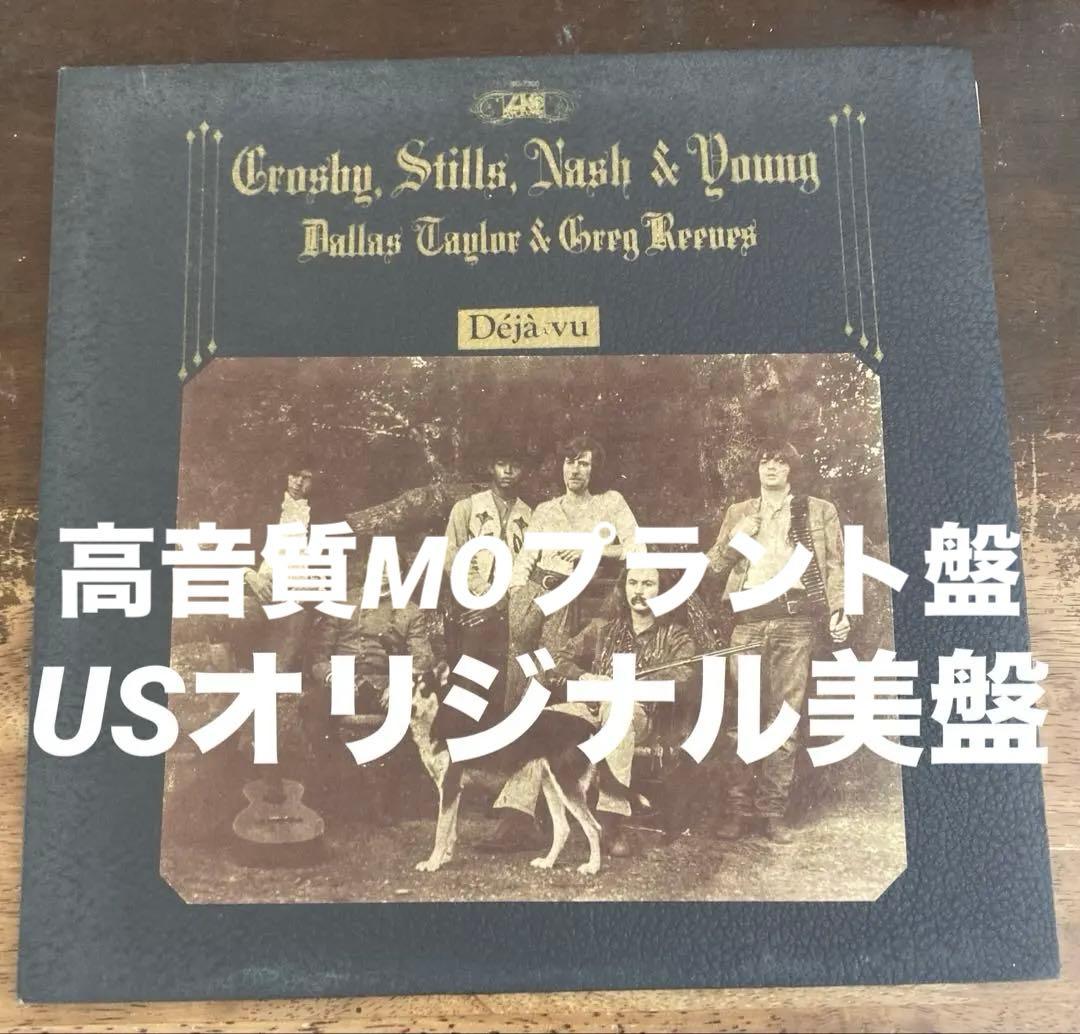 Crosby, Stills, Nash & Young
Dallas Taylor & Greg Reeves
Déjà vu
高音質MOプラント盤
USオリジナル美盤